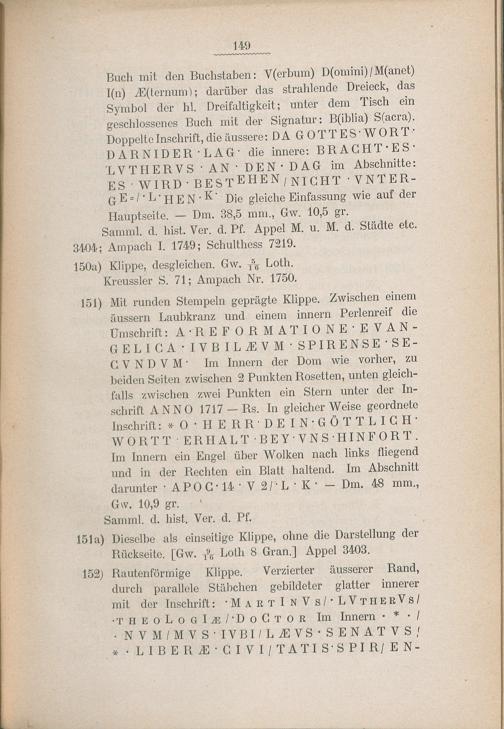 149
Buch mit den Buchstaben: V(erbum) D(omini)/M(anet)
I(n) Æ(ternum); darüber das strahlende Dreieck, das
Symbol der hl. Dreifaltigkeit; unter dem Tisch ein
geschlossenes Buch mit der Signatur: B(iblia) S(acra).
Doppelte Inschrift, die äussere: DA GOTTES·WORT·
DARNIDER·LAG· die innere: BRACHT·ES·
LVTHERVS·AN·DEN·DAG im Abschnitte:
ES·WIRD·BESTEHEN/NICHT·VNTER-
GE=/·L·HEN·K· Die gleiche Einfassung wie auf der
Hauptseite. — Dm. 38,5 mm., Gw. 10,5 gr.
Samml. d. hist. Ver. d. Pf. Appel M. u. M. d. Städte etc.
3404; Ampach I. 1749; Schulthess 7219.
150a) Klippe, desgleichen. Gw. 5/16 Loth.
Kreussler S. 71; Ampach Nr. 1750.
151) Mit runden Stempeln geprägte Klippe. Zwischen einem
äussern Laubkranz und einem innern Perlenreif die
Umschrift: A·REFORMATIONE·EVAN-
GELICA·IVBILÆVM·SPIRENSE·SE-
CVNDVM· Im Innern der Dom wie vorher, zu
beiden Seiten zwischen 2 Punkten Rosetten, unten gleich-
falls zwischen zwei Punkten ein Stern unter der In-
schrift ANNO 1717 — Rs. In gleicher Weise geordnete
Inschrift: * O·HERR·DEIN·GÖTTLICH·
WORTT·ERHALT·BEY·VNS·HINFORT.
Im Innern ein Engel über Wolken nach links fliegend
und in der Rechten ein Blatt haltend. Im Abschnitt
darunter ·APOC·14·V 2/·L·K· — Dm. 48 mm.,
Gw. 10,9 gr.
Samml. d. hist. Ver. d. Pf.
151a) Dieselbe als einseitige Klippe, ohne die Darstellung der
Rückseite. [Gw. 9/16 Loth 8 Gran.] Appel 3403.
152) Rautenförmige Klippe. Verzierter äusserer Rand,
durch parallele Stäbchen gebildeter glatter innerer
mit der Inschrift: ·MARTINVS/·LVTHERVS/
·THEOLOGIÆ/·DOCTOR Im Innern ·*·/
·NVM/MVS·IVBI/LÆVS·SENATVS/
*·LIBERÆ·CIVI/TATIS·SPIR/EN-